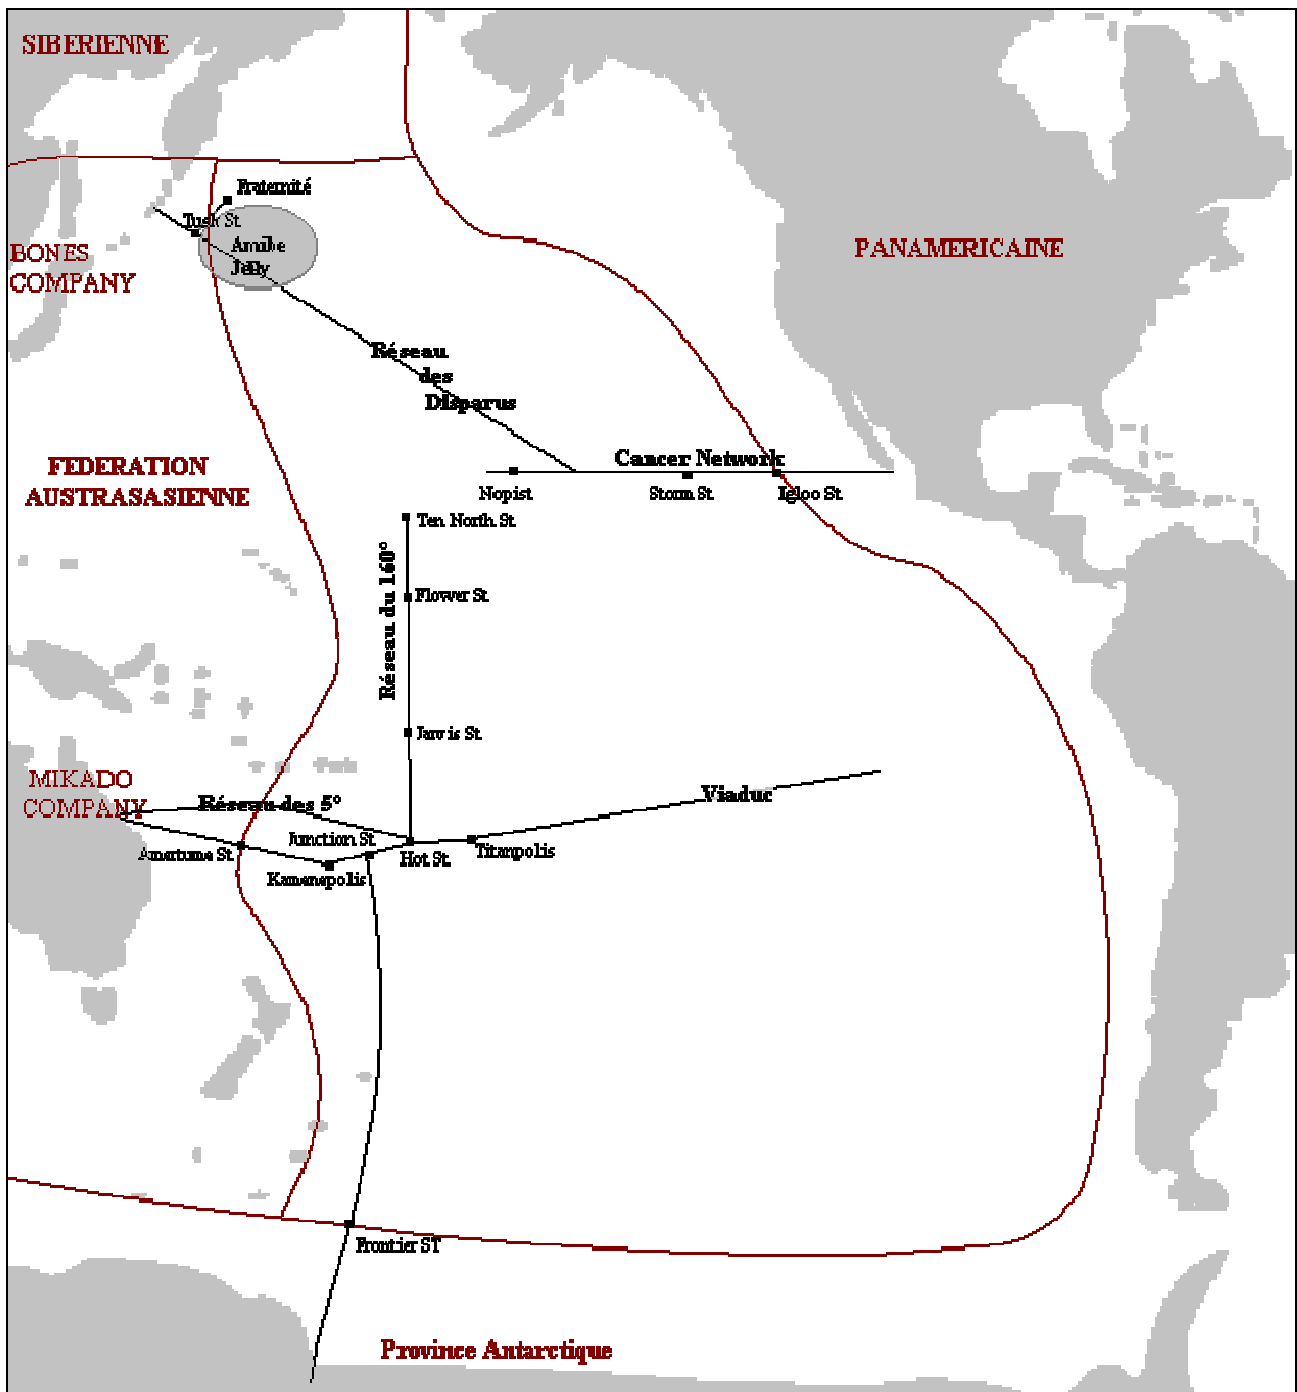 SIBERIENNE
Fraternité
Tusk St
Amibe
Jelly
BONES
COMPANY
PANAMERICAINE
Réseau
des
Disparus
FEDERATION
AUSTRASASIENNE
Cancer Network
Nopist
Storm St
Igloo St
Ten North St
Réseau du 160°
Flower St
Jarvis St
MIKADO
COMPANY
Réseau des 5°
Viaduc
Junction St
Amertume St
Hot St
Titanpolis
Kamenepolis
Frontier ST
Province Antarctique